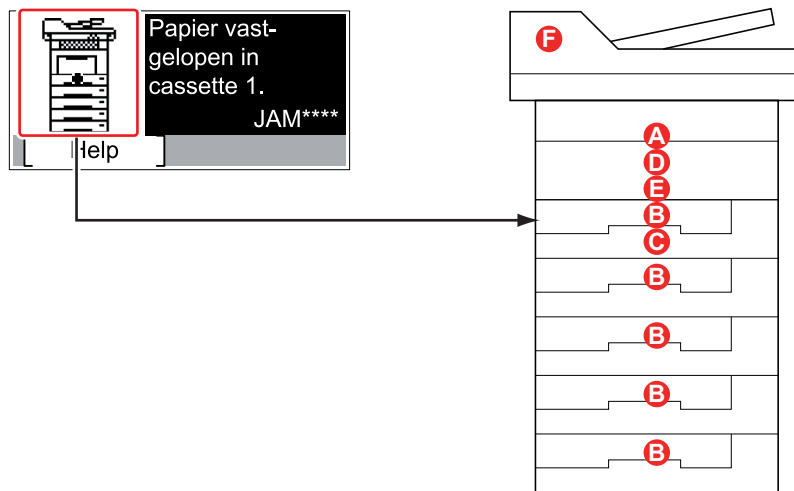 Papier vast-
gelopen in
cassette 1.
JAM****
Help
F
A
D
E
B
C
B
B
B
B